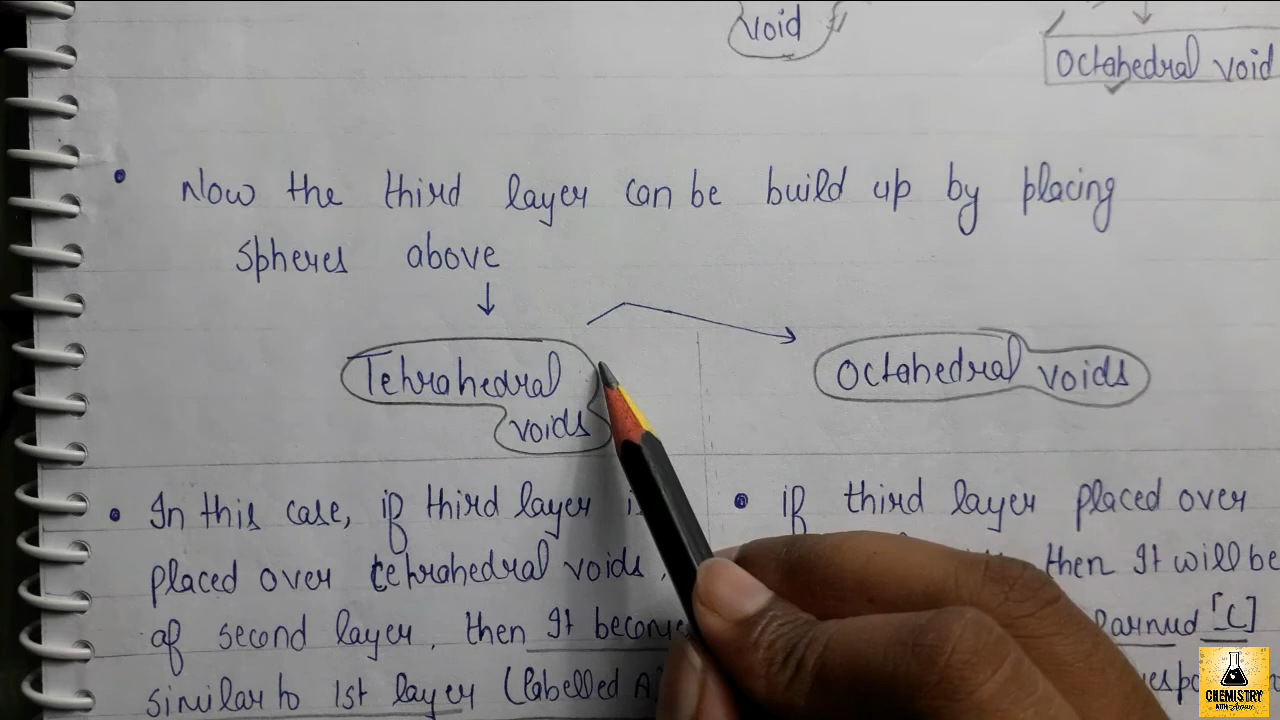 void
Octahedral void
Now the third layer can be build up by placing
spheres above
Tetrahedral
voids
Octahedral voids
In this case, if third layer
placed over tetrahedral voids,
of second layer, then It
similar to 1st layer (labelled A
if third layer placed over
then It will be
[C]
CHEMISTRY